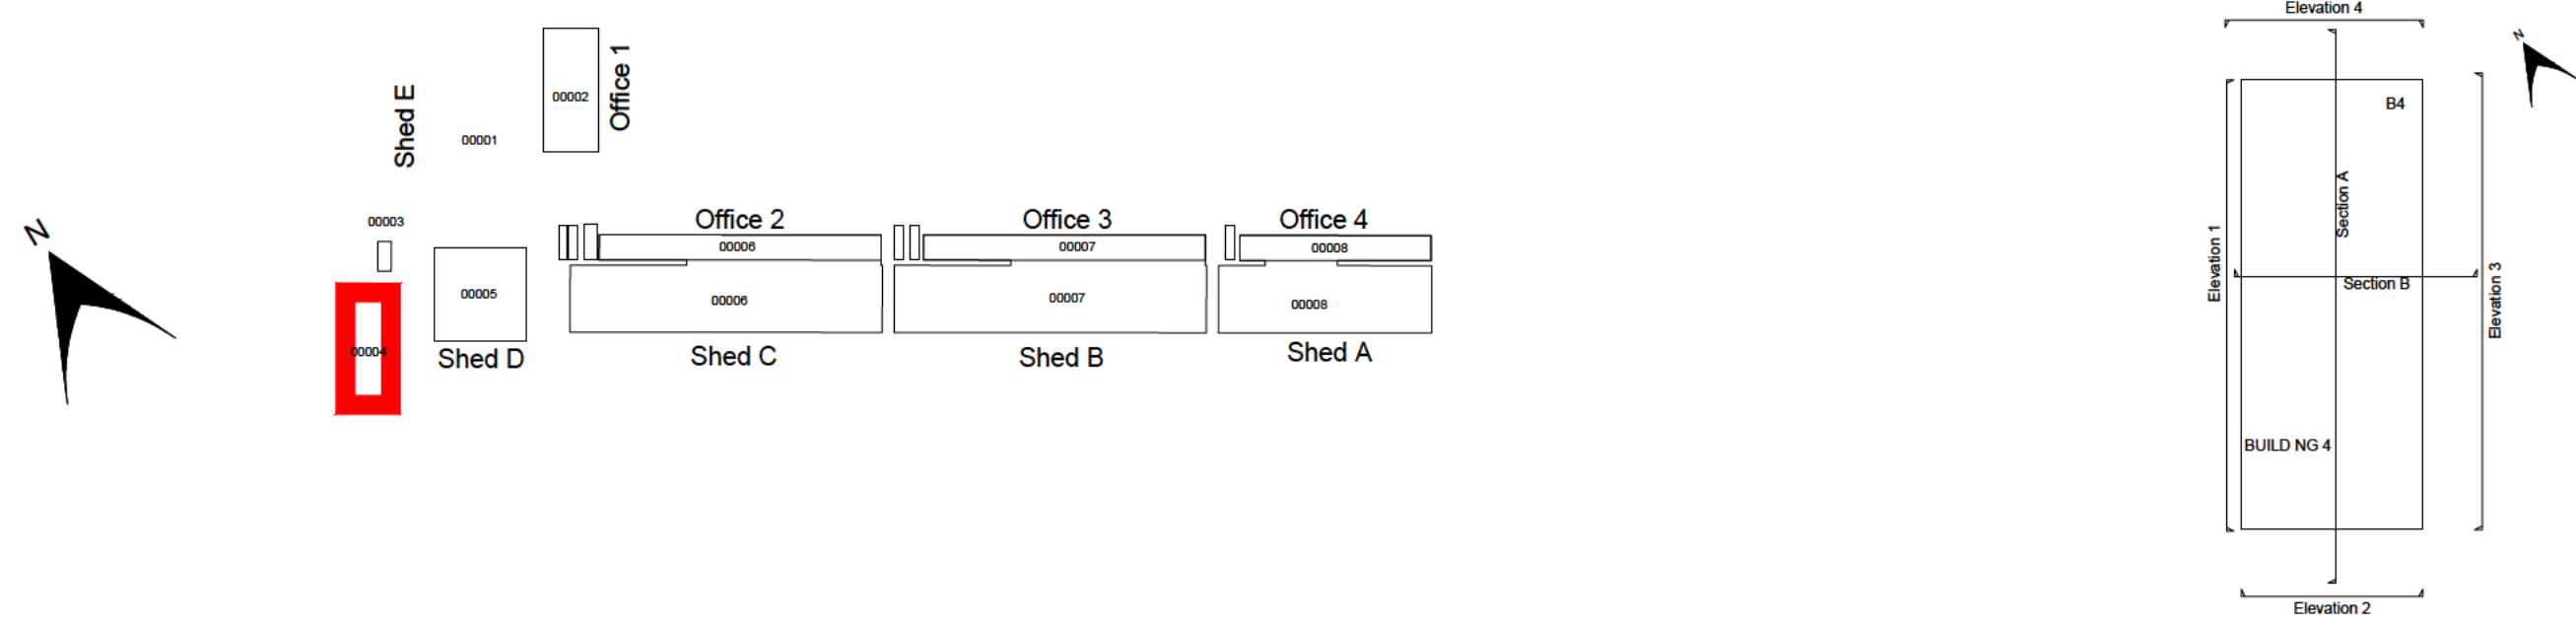 Elevation 4
N
Office 1
00002
Shed E
00001
B4
Section A
00003
N
Office 2
Office 3
Office 4
00006
00007
00008
Elevation 1
Section B
Elevation 3
00005
00006
00007
00008
00004
Shed D
Shed C
Shed B
Shed A
BUILD NG 4
Elevation 2